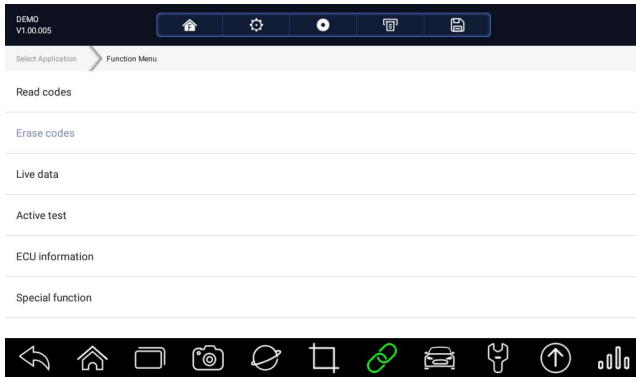 DEMO
V1.00.005
Select Application
Function Menu
Read codes
Erase codes
Live data
Active test
ECU information
Special function